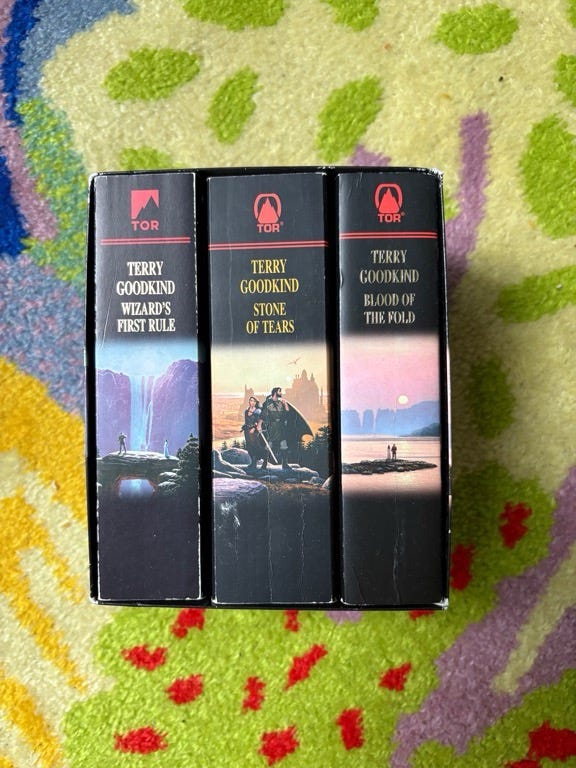 TOR
TERRY
GOODKIND
WIZARD'S
FIRST RULE
TOR®
TERRY
GOODKIND
STONE
OF TEARS
TOR®
TERRY
GOODKIND
BLOOD OF
THE FOLD